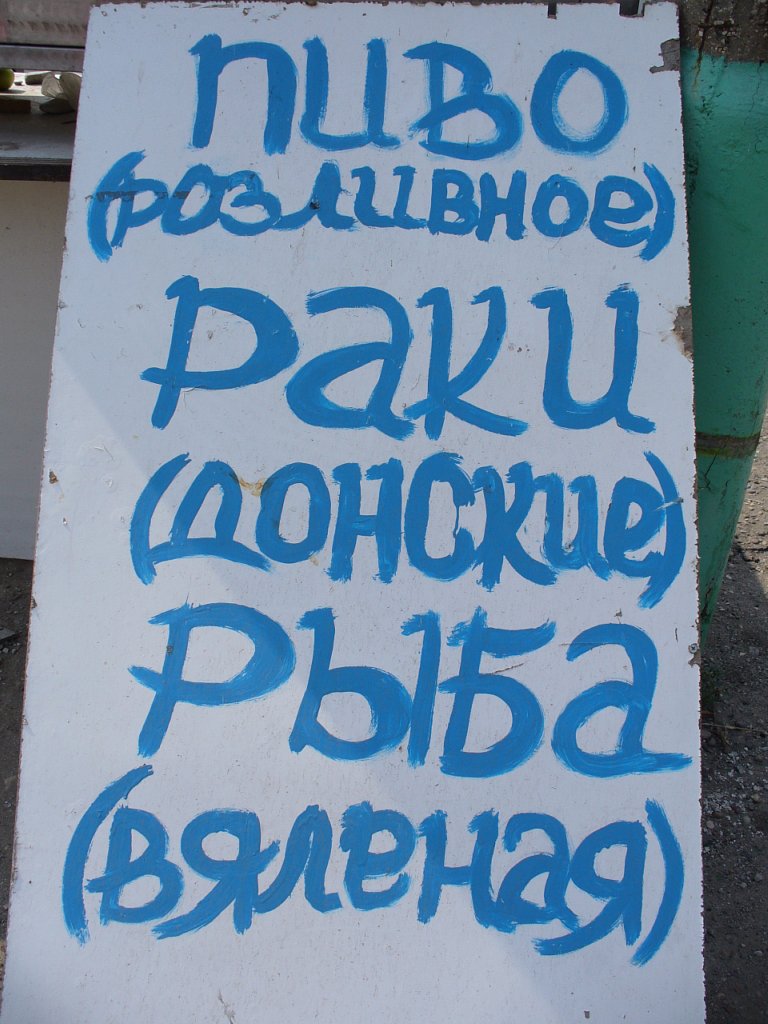 ПИВО
(розливное)
Раки
(донские)
Рыба
(вяленая)